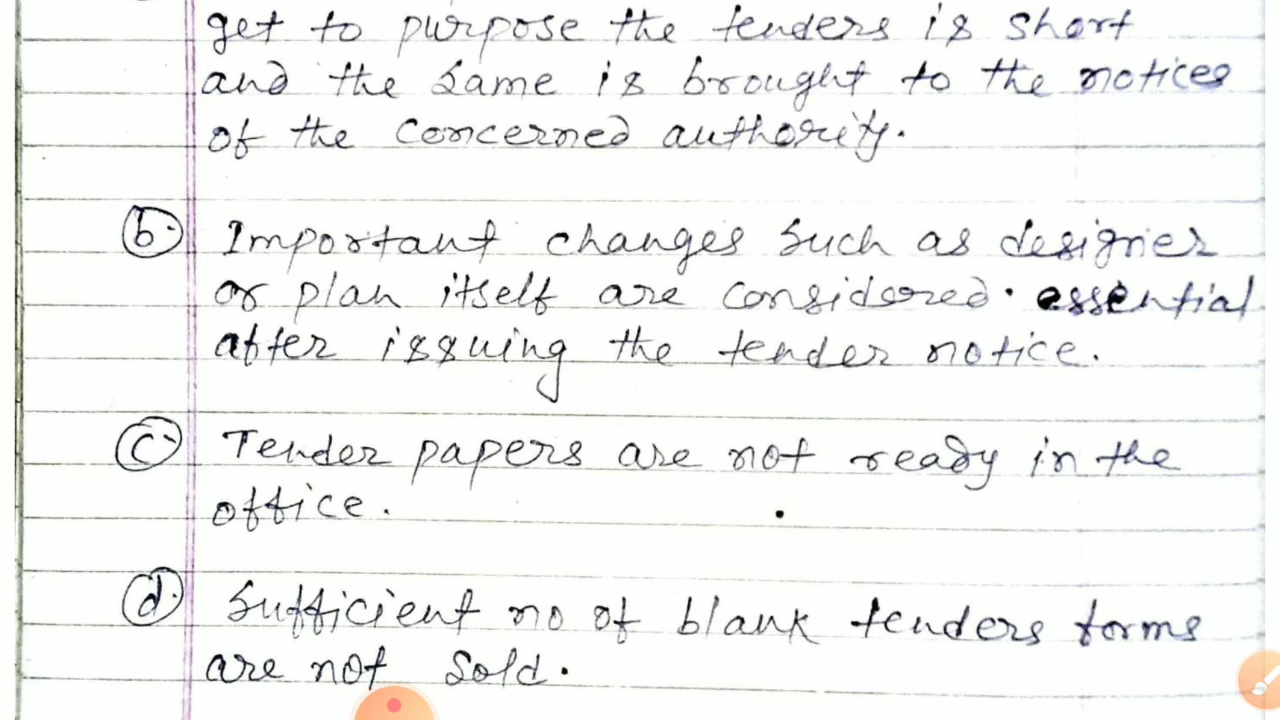 get to purpose the tenders is short
and the same is brought to the notices
of the concerned authority.
b. Important changes such as designer
or plan itself are considered. essential
after issuing the tender notice.
c. Tender papers are not ready in the
office.
d. Sufficient no of blank tenders forms
are not sold.